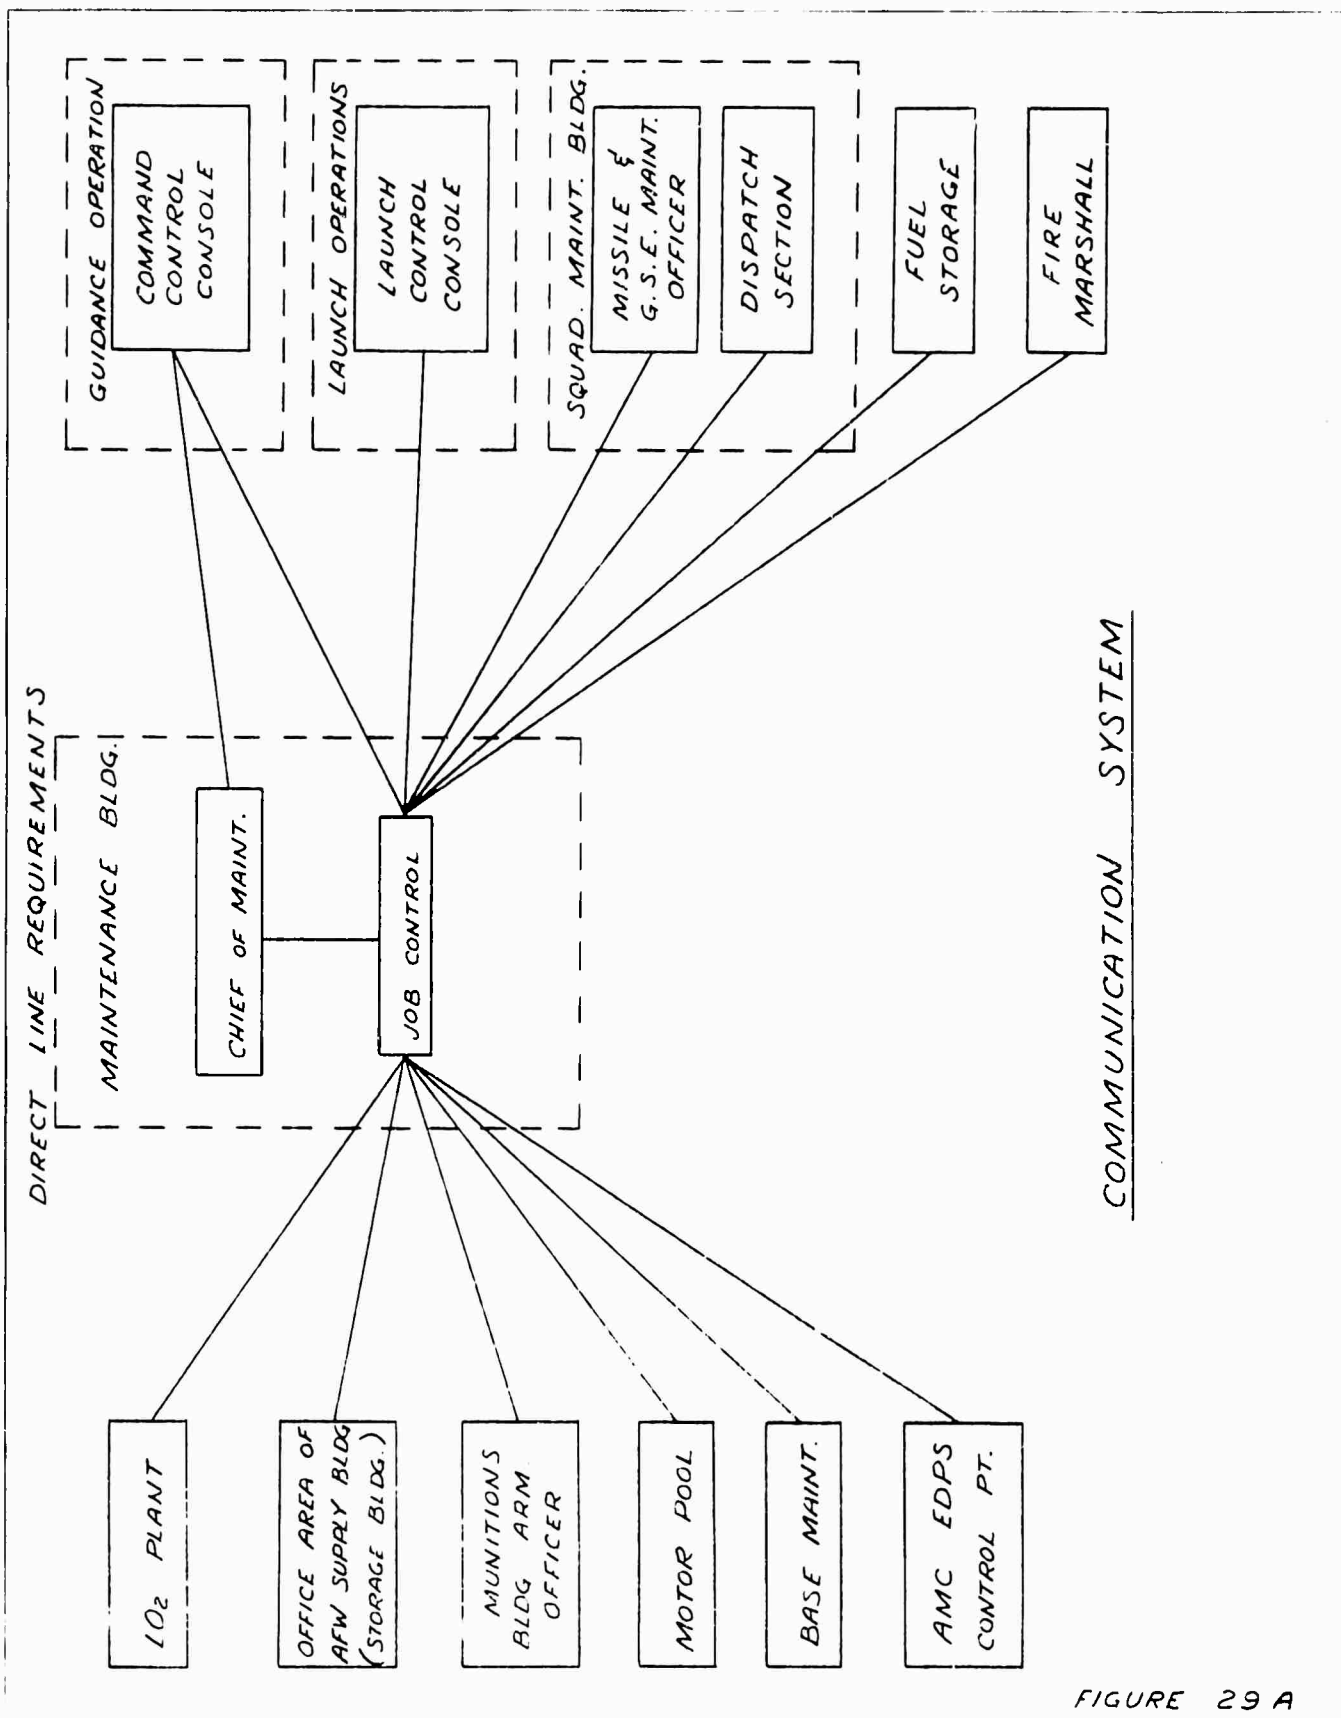 DIRECT LINE REQUIREMENTS
GUIDANCE OPERATION
COMMAND
CONTROL
CONSOLE
LAUNCH OPERATIONS
LAUNCH
CONTROL
CONSOLE
SQUAD. MAINT. BLDG.
MISSILE &
G.S.E. MAINT.
OFFICER
DISPATCH
SECTION
FUEL
STORAGE
FIRE
MARSHALL
MAINTENANCE BLDG.
CHIEF OF MAINT.
JOB CONTROL
LO2 PLANT
OFFICE AREA OF
AFW SUPPLY BLDG
(STORAGE BLDG.)
MUNITIONS
BLDG ARM
OFFICER
MOTOR POOL
BASE MAINT.
AMC EDPS
CONTROL PT.
COMMUNICATION SYSTEM
FIGURE 29 A